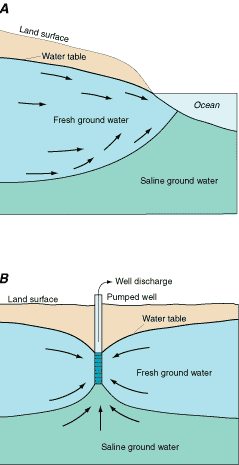 A
Land surface
Water table
Ocean
Fresh ground water
Saline ground water
B
Well discharge
Land surface
Pumped well
Water table
Fresh ground water
Saline ground water